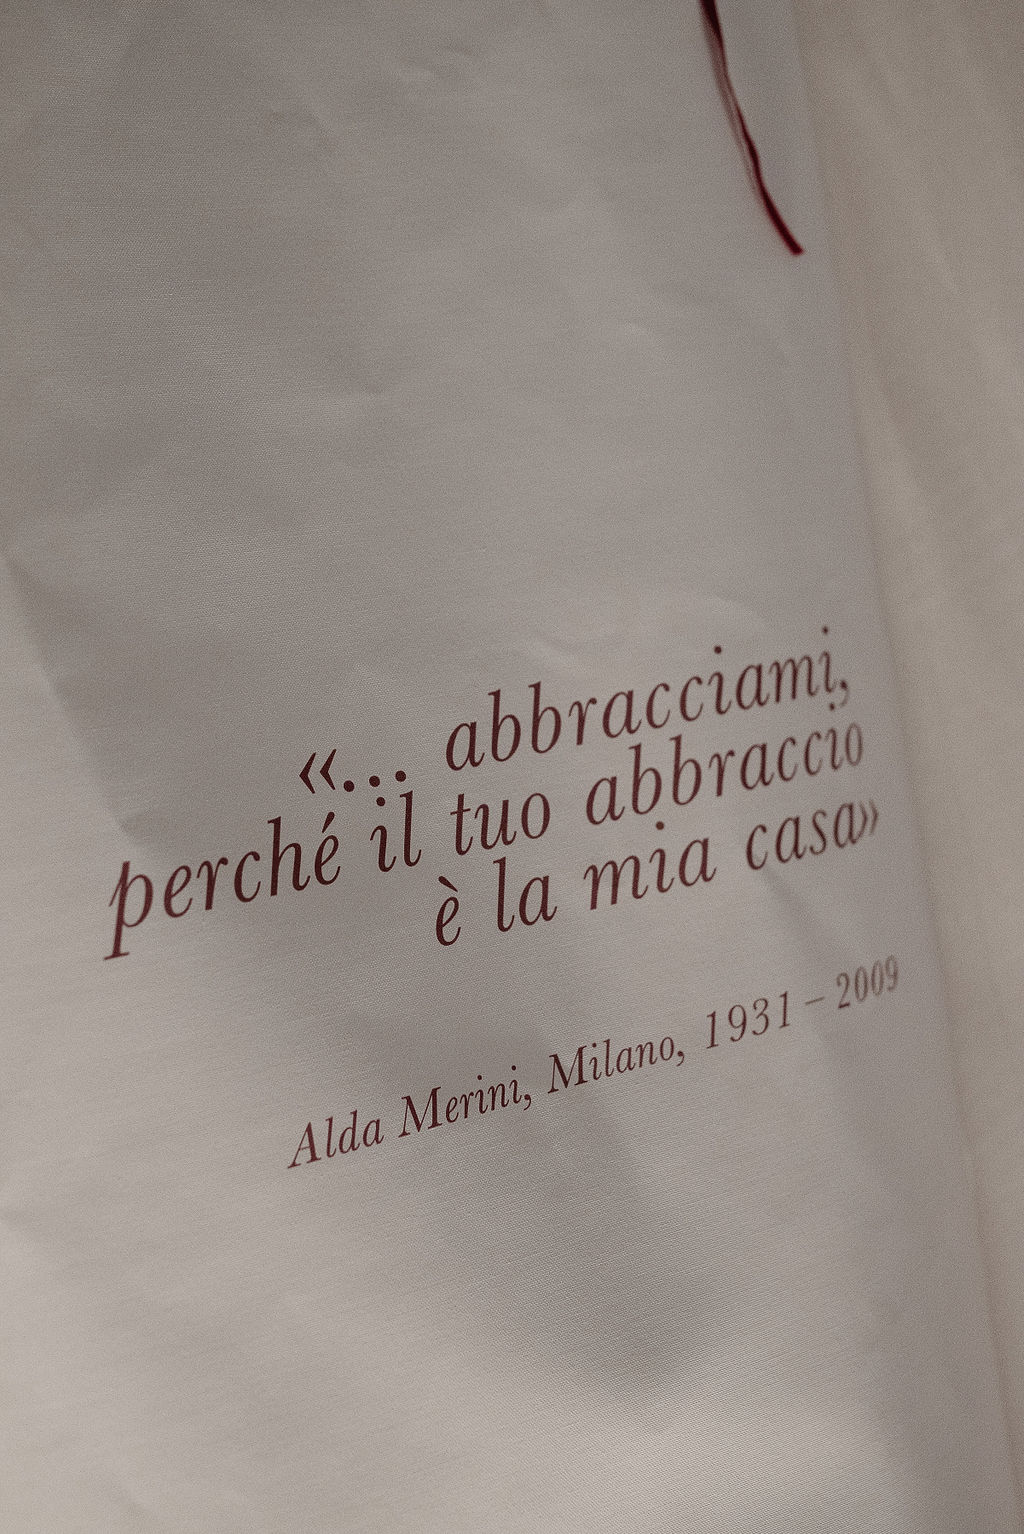 «... abbracciami,
perché il tuo abbraccio
è la mia casa»
Alda Merini, Milano, 1931 – 2009